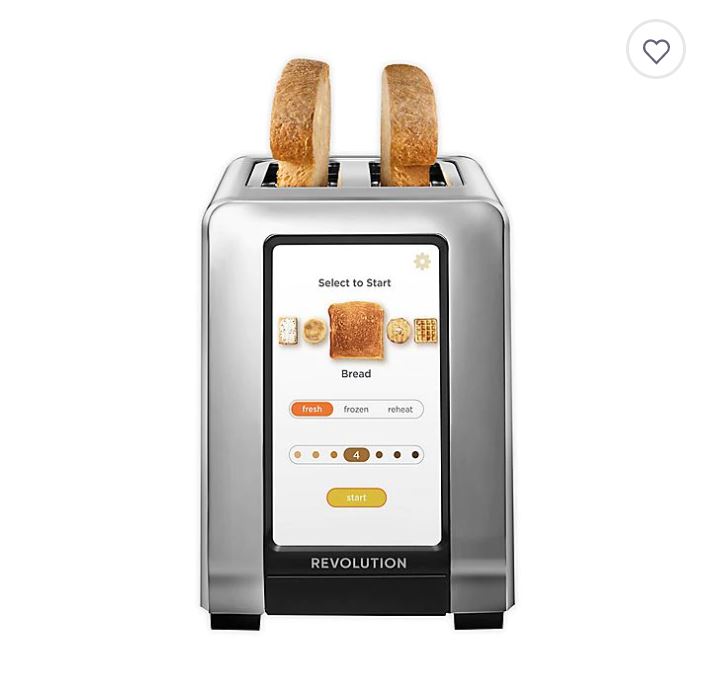 Select to Start
Bread
fresh frozen reheat
4
start
REVOLUTION